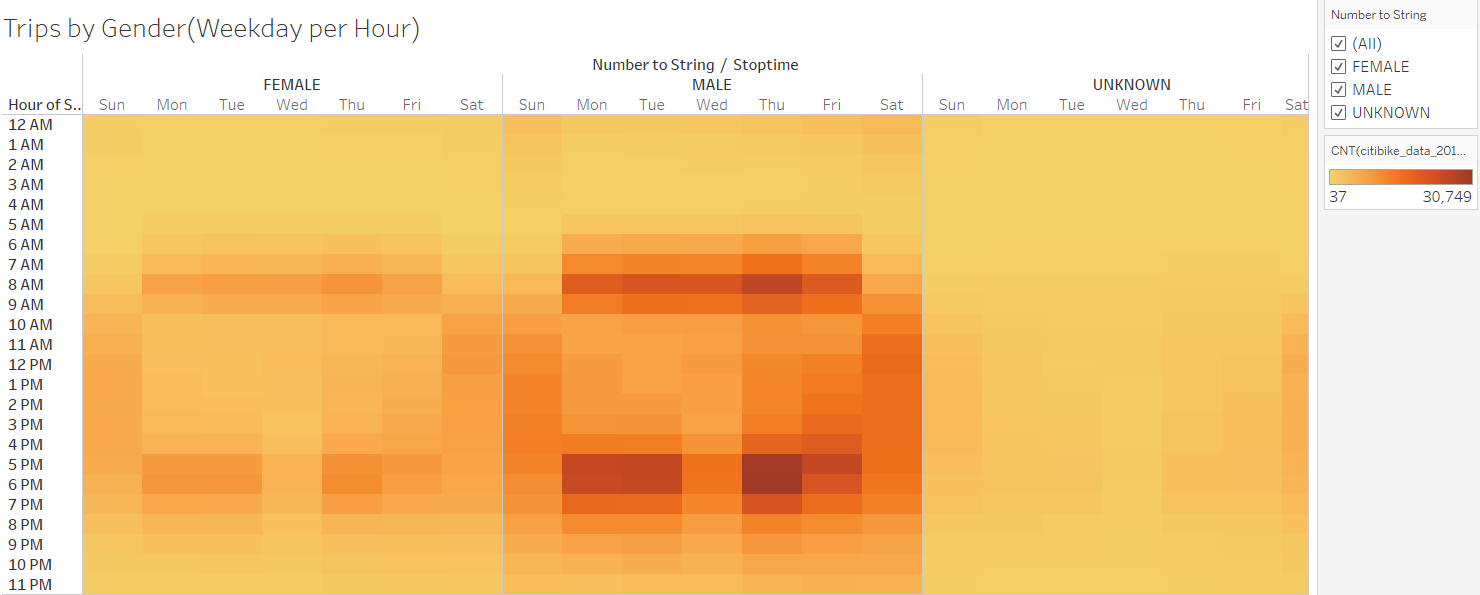 Trips by Gender(Weekday per Hour)
Number to String / Stoptime
FEMALE MALE UNKNOWN
Hour of S.. Sun Mon Tue Wed Thu Fri Sat Sun Mon Tue Wed Thu Fri Sat Sun Mon Tue Wed Thu Fri Sat
12 AM
1 AM
2 AM
3 AM
4 AM
5 AM
6 AM
7 AM
8 AM
9 AM
10 AM
11 AM
12 PM
1 PM
2 PM
3 PM
4 PM
5 PM
6 PM
7 PM
8 PM
9 PM
10 PM
11 PM
Number to String
(All)
FEMALE
MALE
UNKNOWN
CNT(citibike_data_201...
37 30,749